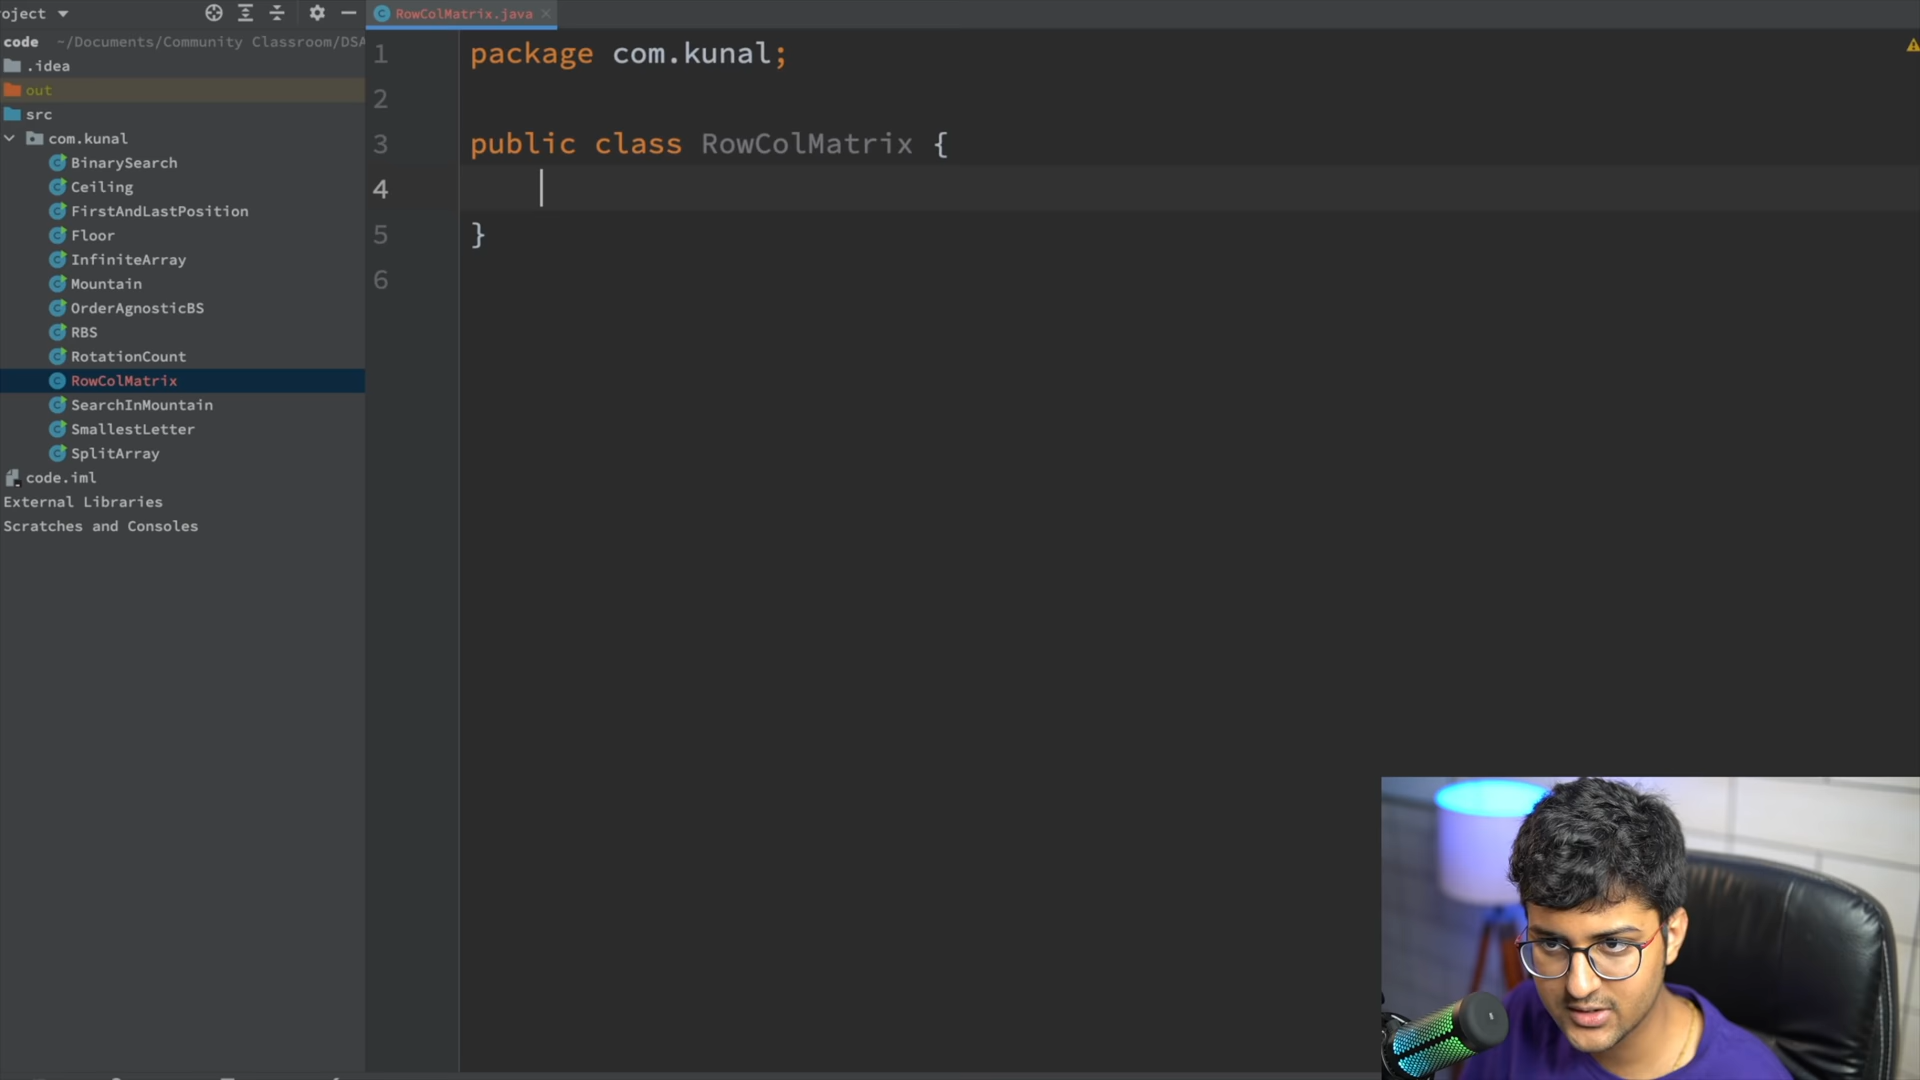 oject
code ~/Documents/Community Classroom/DSA
.idea
out
src
com.kunal
BinarySearch
Ceiling
FirstAndLastPosition
Floor
InfiniteArray
Mountain
OrderAgnosticBS
RBS
RotationCount
RowColMatrix
SearchInMountain
SmallestLetter
SplitArray
code.iml
External Libraries
Scratches and Consoles
RowColMatrix.java
1 package com.kunal;
2
3 public class RowColMatrix {
4
5 }
6